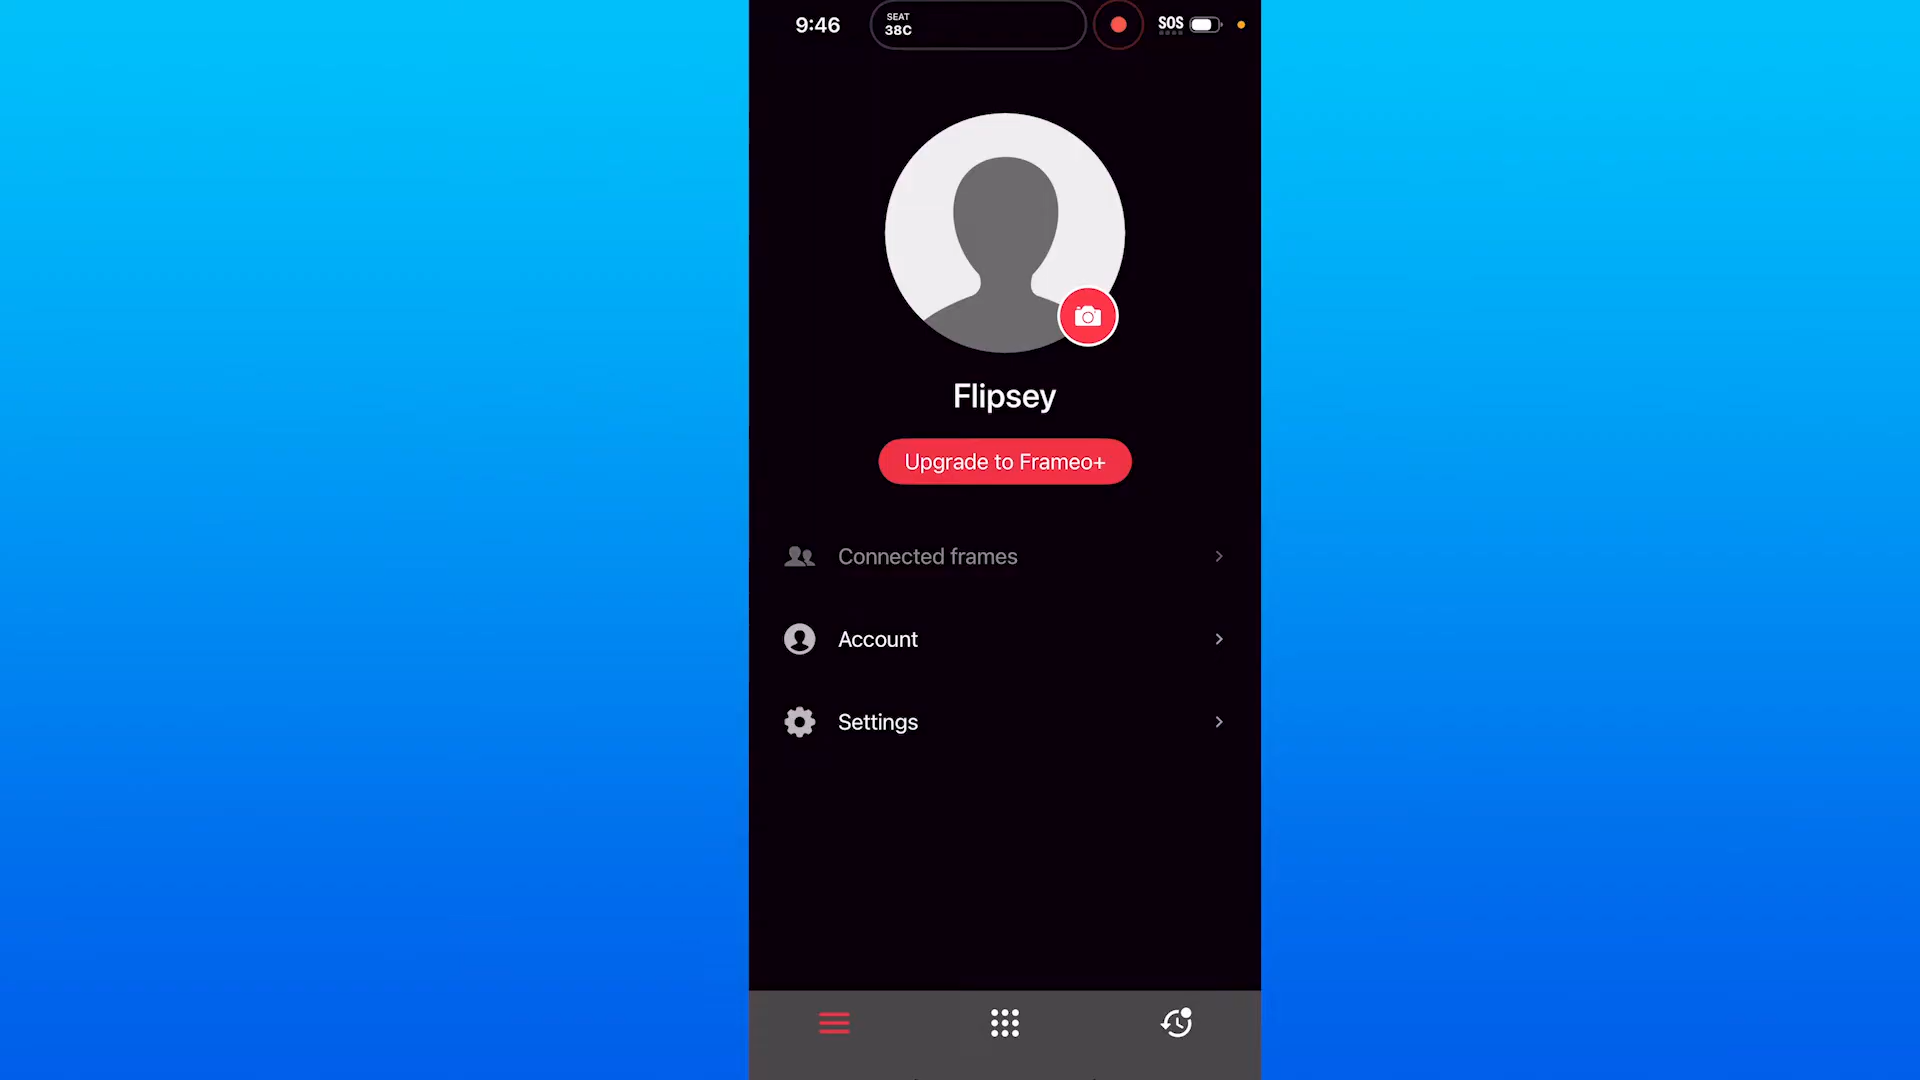 9:46
SEAT
38C
SOS
Flipsey
Upgrade to Frameo+
Connected frames
Account
Settings